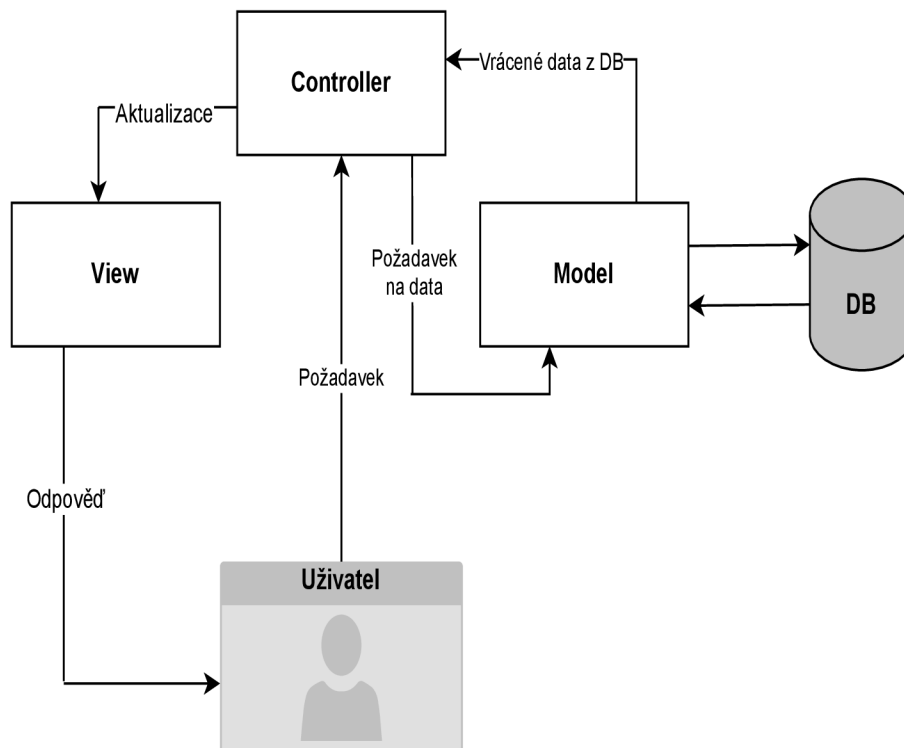 Controller
Vrácené data z DB
Aktualizace
View
Požadavek
na data
Model
DB
Požadavek
Odpověď
Uživatel